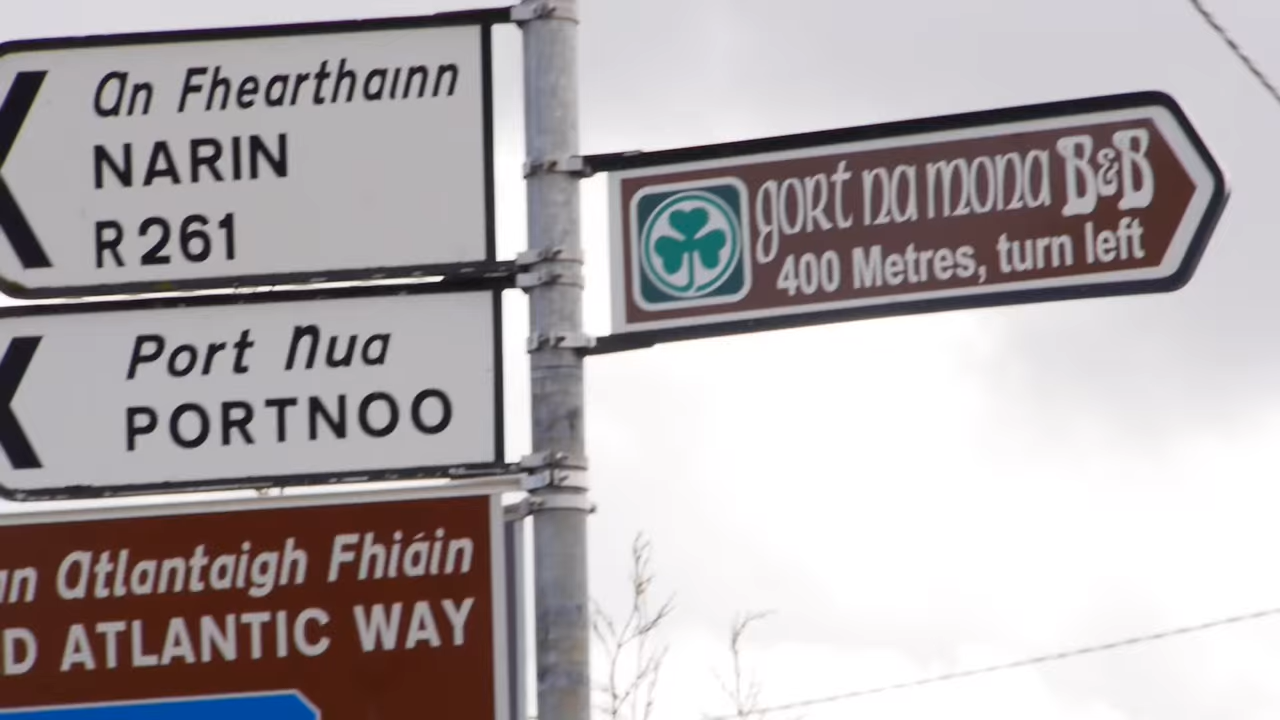 An Fhearthainn
NARIN
R261
Port Nua
PORTNOO
Atlantaigh Fhiáin
ATLANTIC WAY
gort na mona B&B
400 Metres, turn left